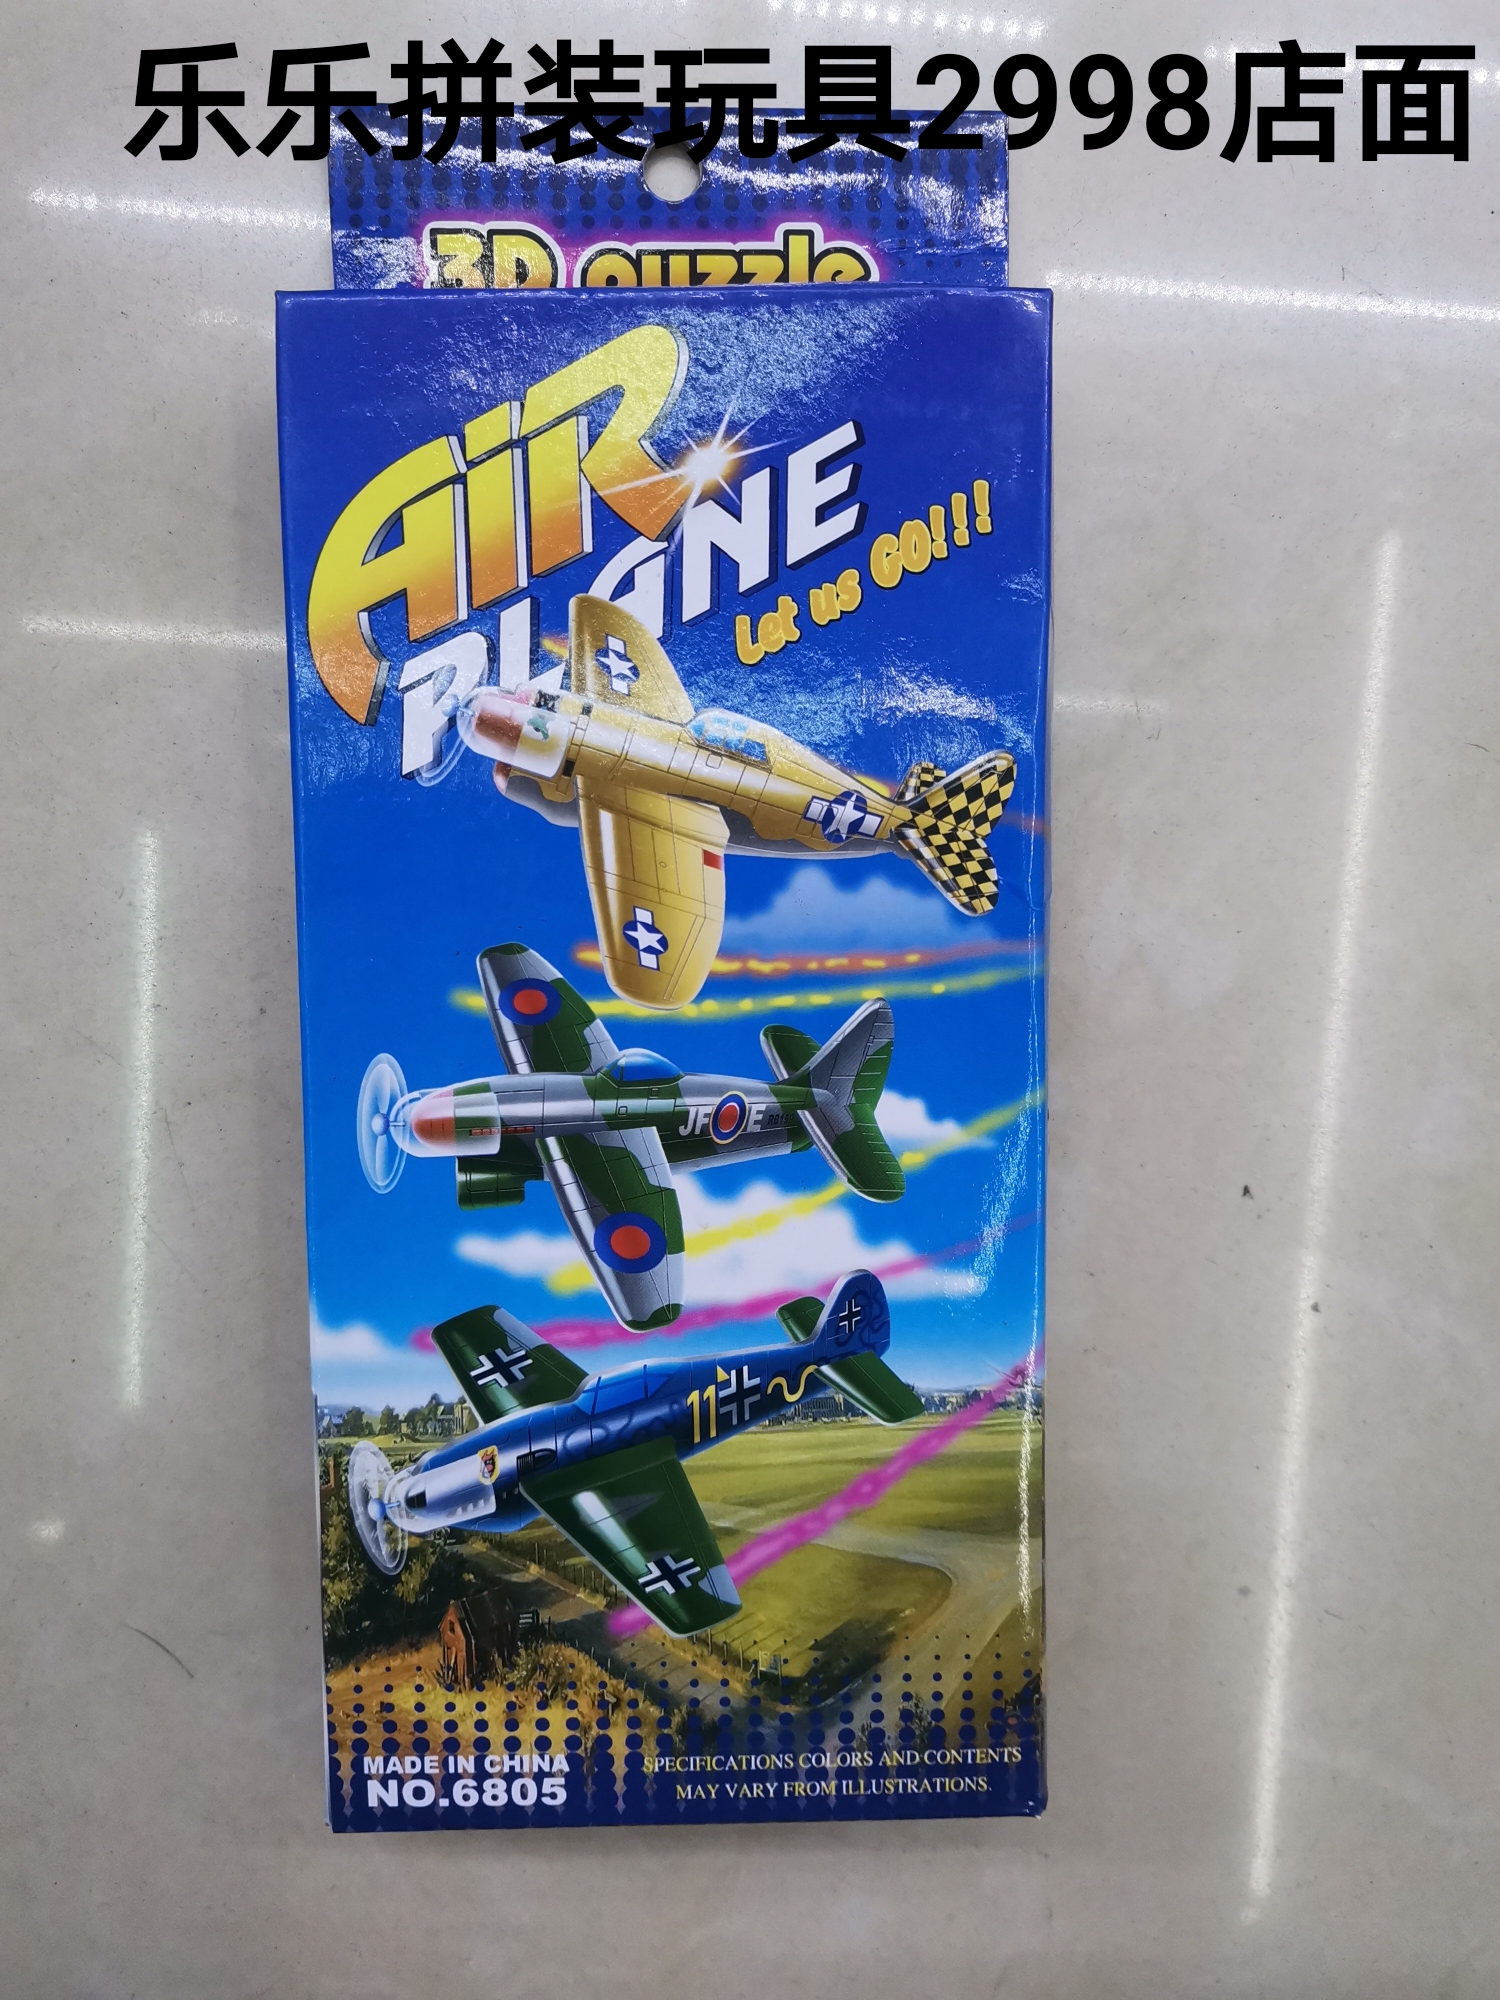 乐乐拼装玩具2998店面
3D puzzle
AIR
PLANE
Let us GO!!!
JF E
11
MADE IN CHINA
NO.6805
SPECIFICATIONS COLORS AND CONTENTS
MAY VARY FROM ILLUSTRATIONS.